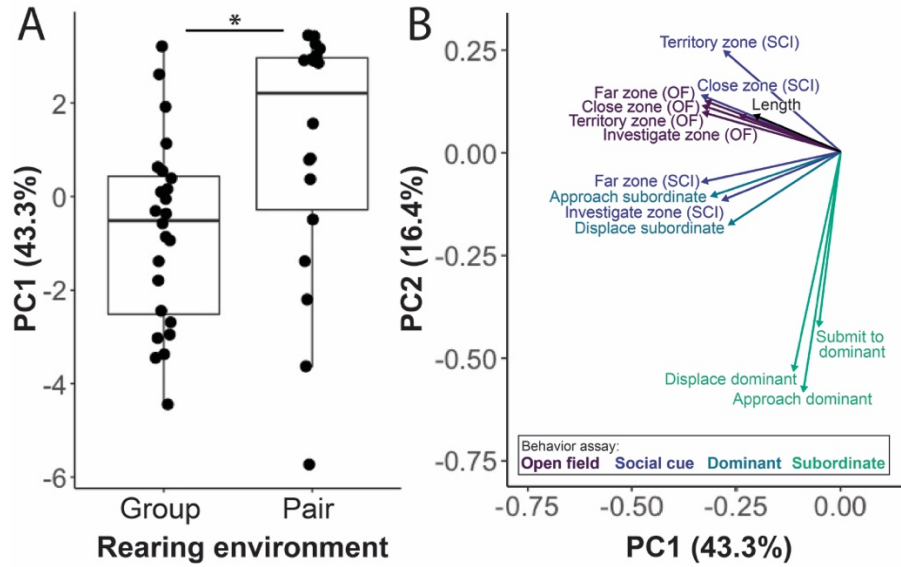 A
*
PC1 (43.3%)
2
0
-2
-4
-6
Group
Pair
Rearing environment
B
PC2 (16.4%)
0.25
0.00
-0.25
-0.50
-0.75
Territory zone (SCI)
Close zone (SCI)
Far zone (OF)
Length
Close zone (OF)
Territory zone (OF)
Investigate zone (OF)
Far zone (SCI)
Approach subordinate
Investigate zone (SCI)
Displace subordinate
Submit to
dominant
Displace dominant
Approach dominant
Behavior assay:
Open field Social cue Dominant Subordinate
-0.75
-0.50
-0.25
0.00
PC1 (43.3%)